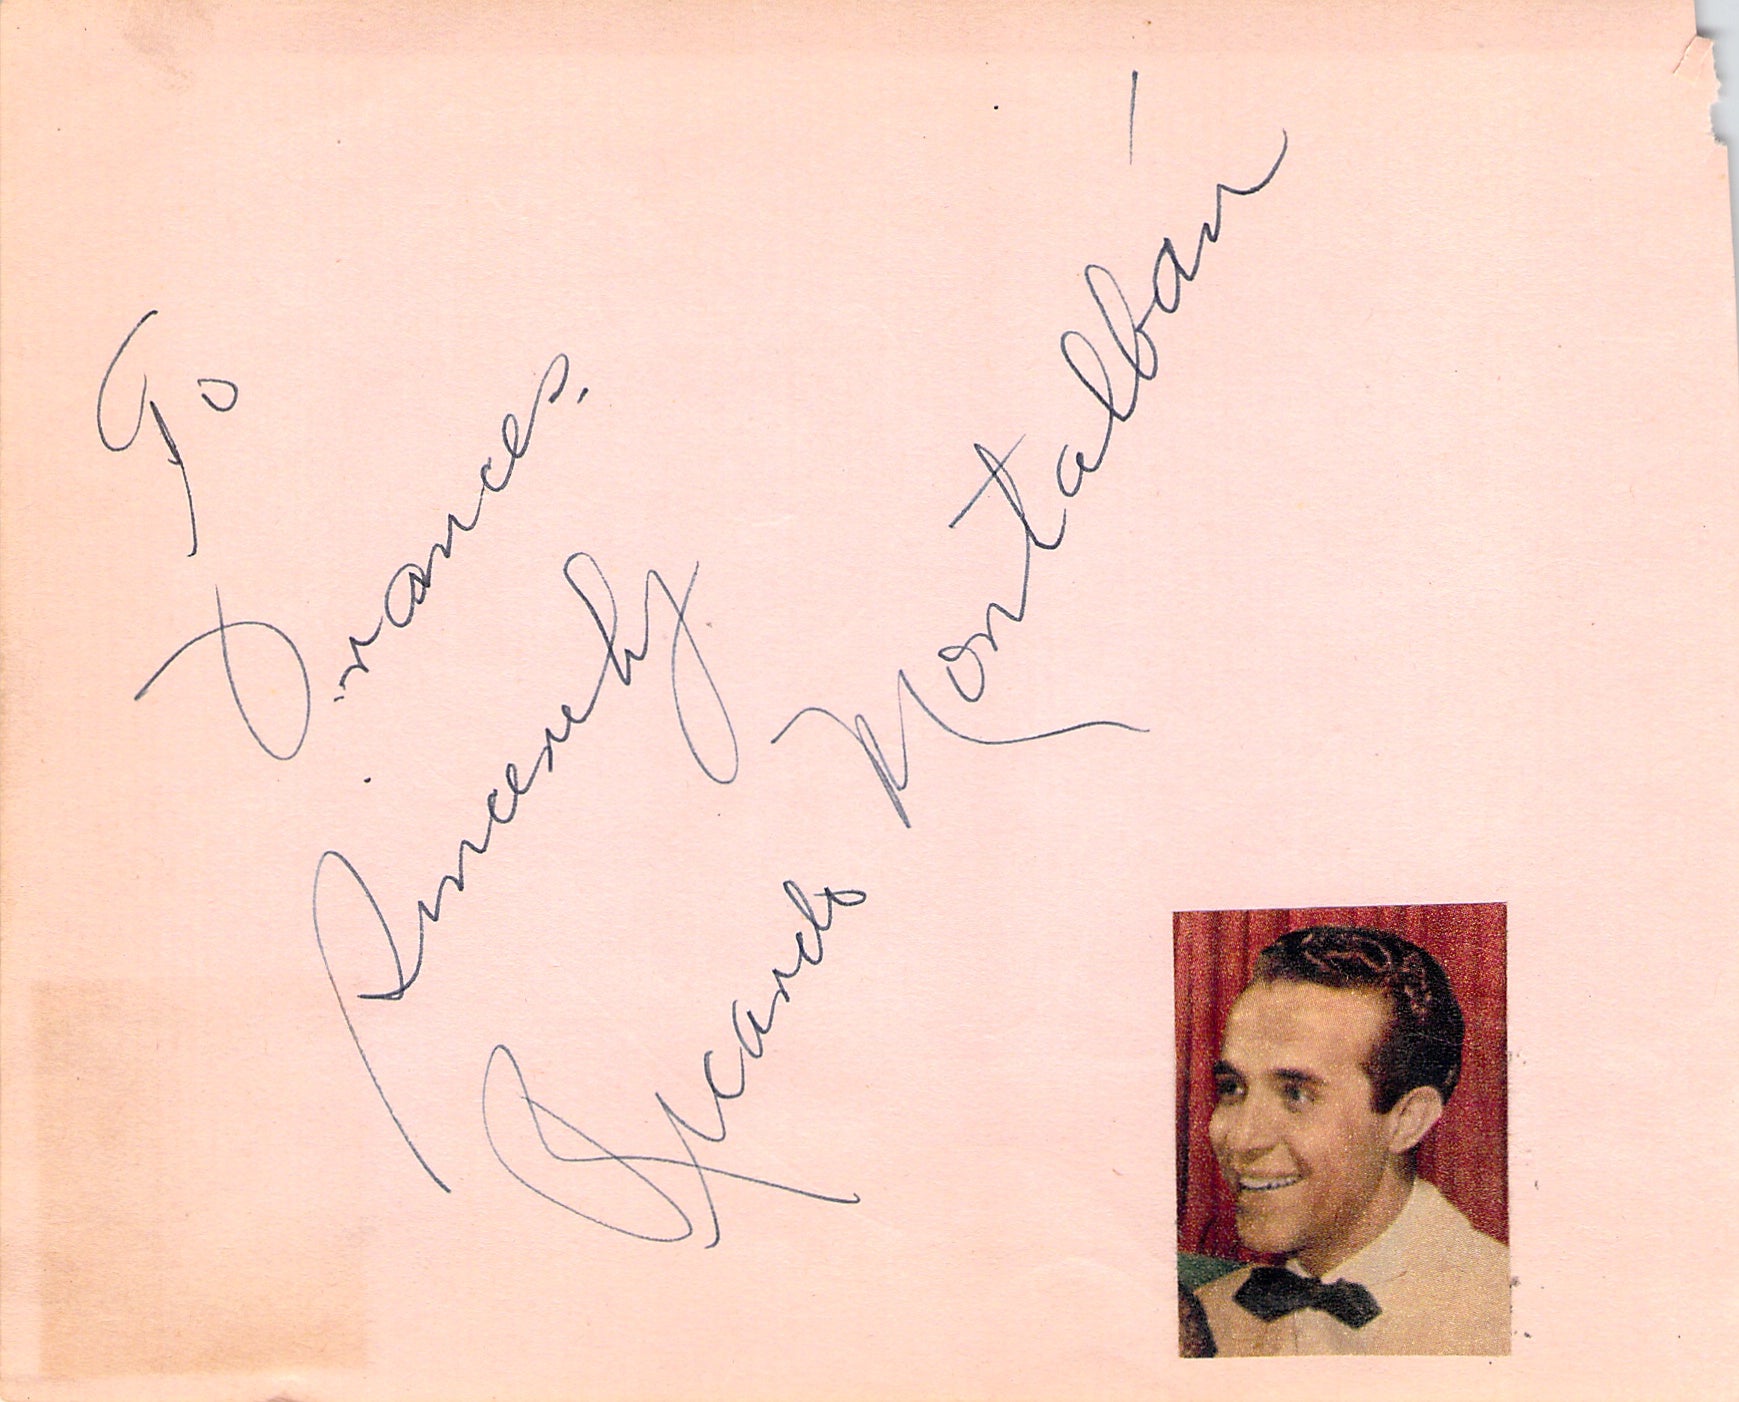 To
Frances.
Sincerely
Ricardo Montalbán